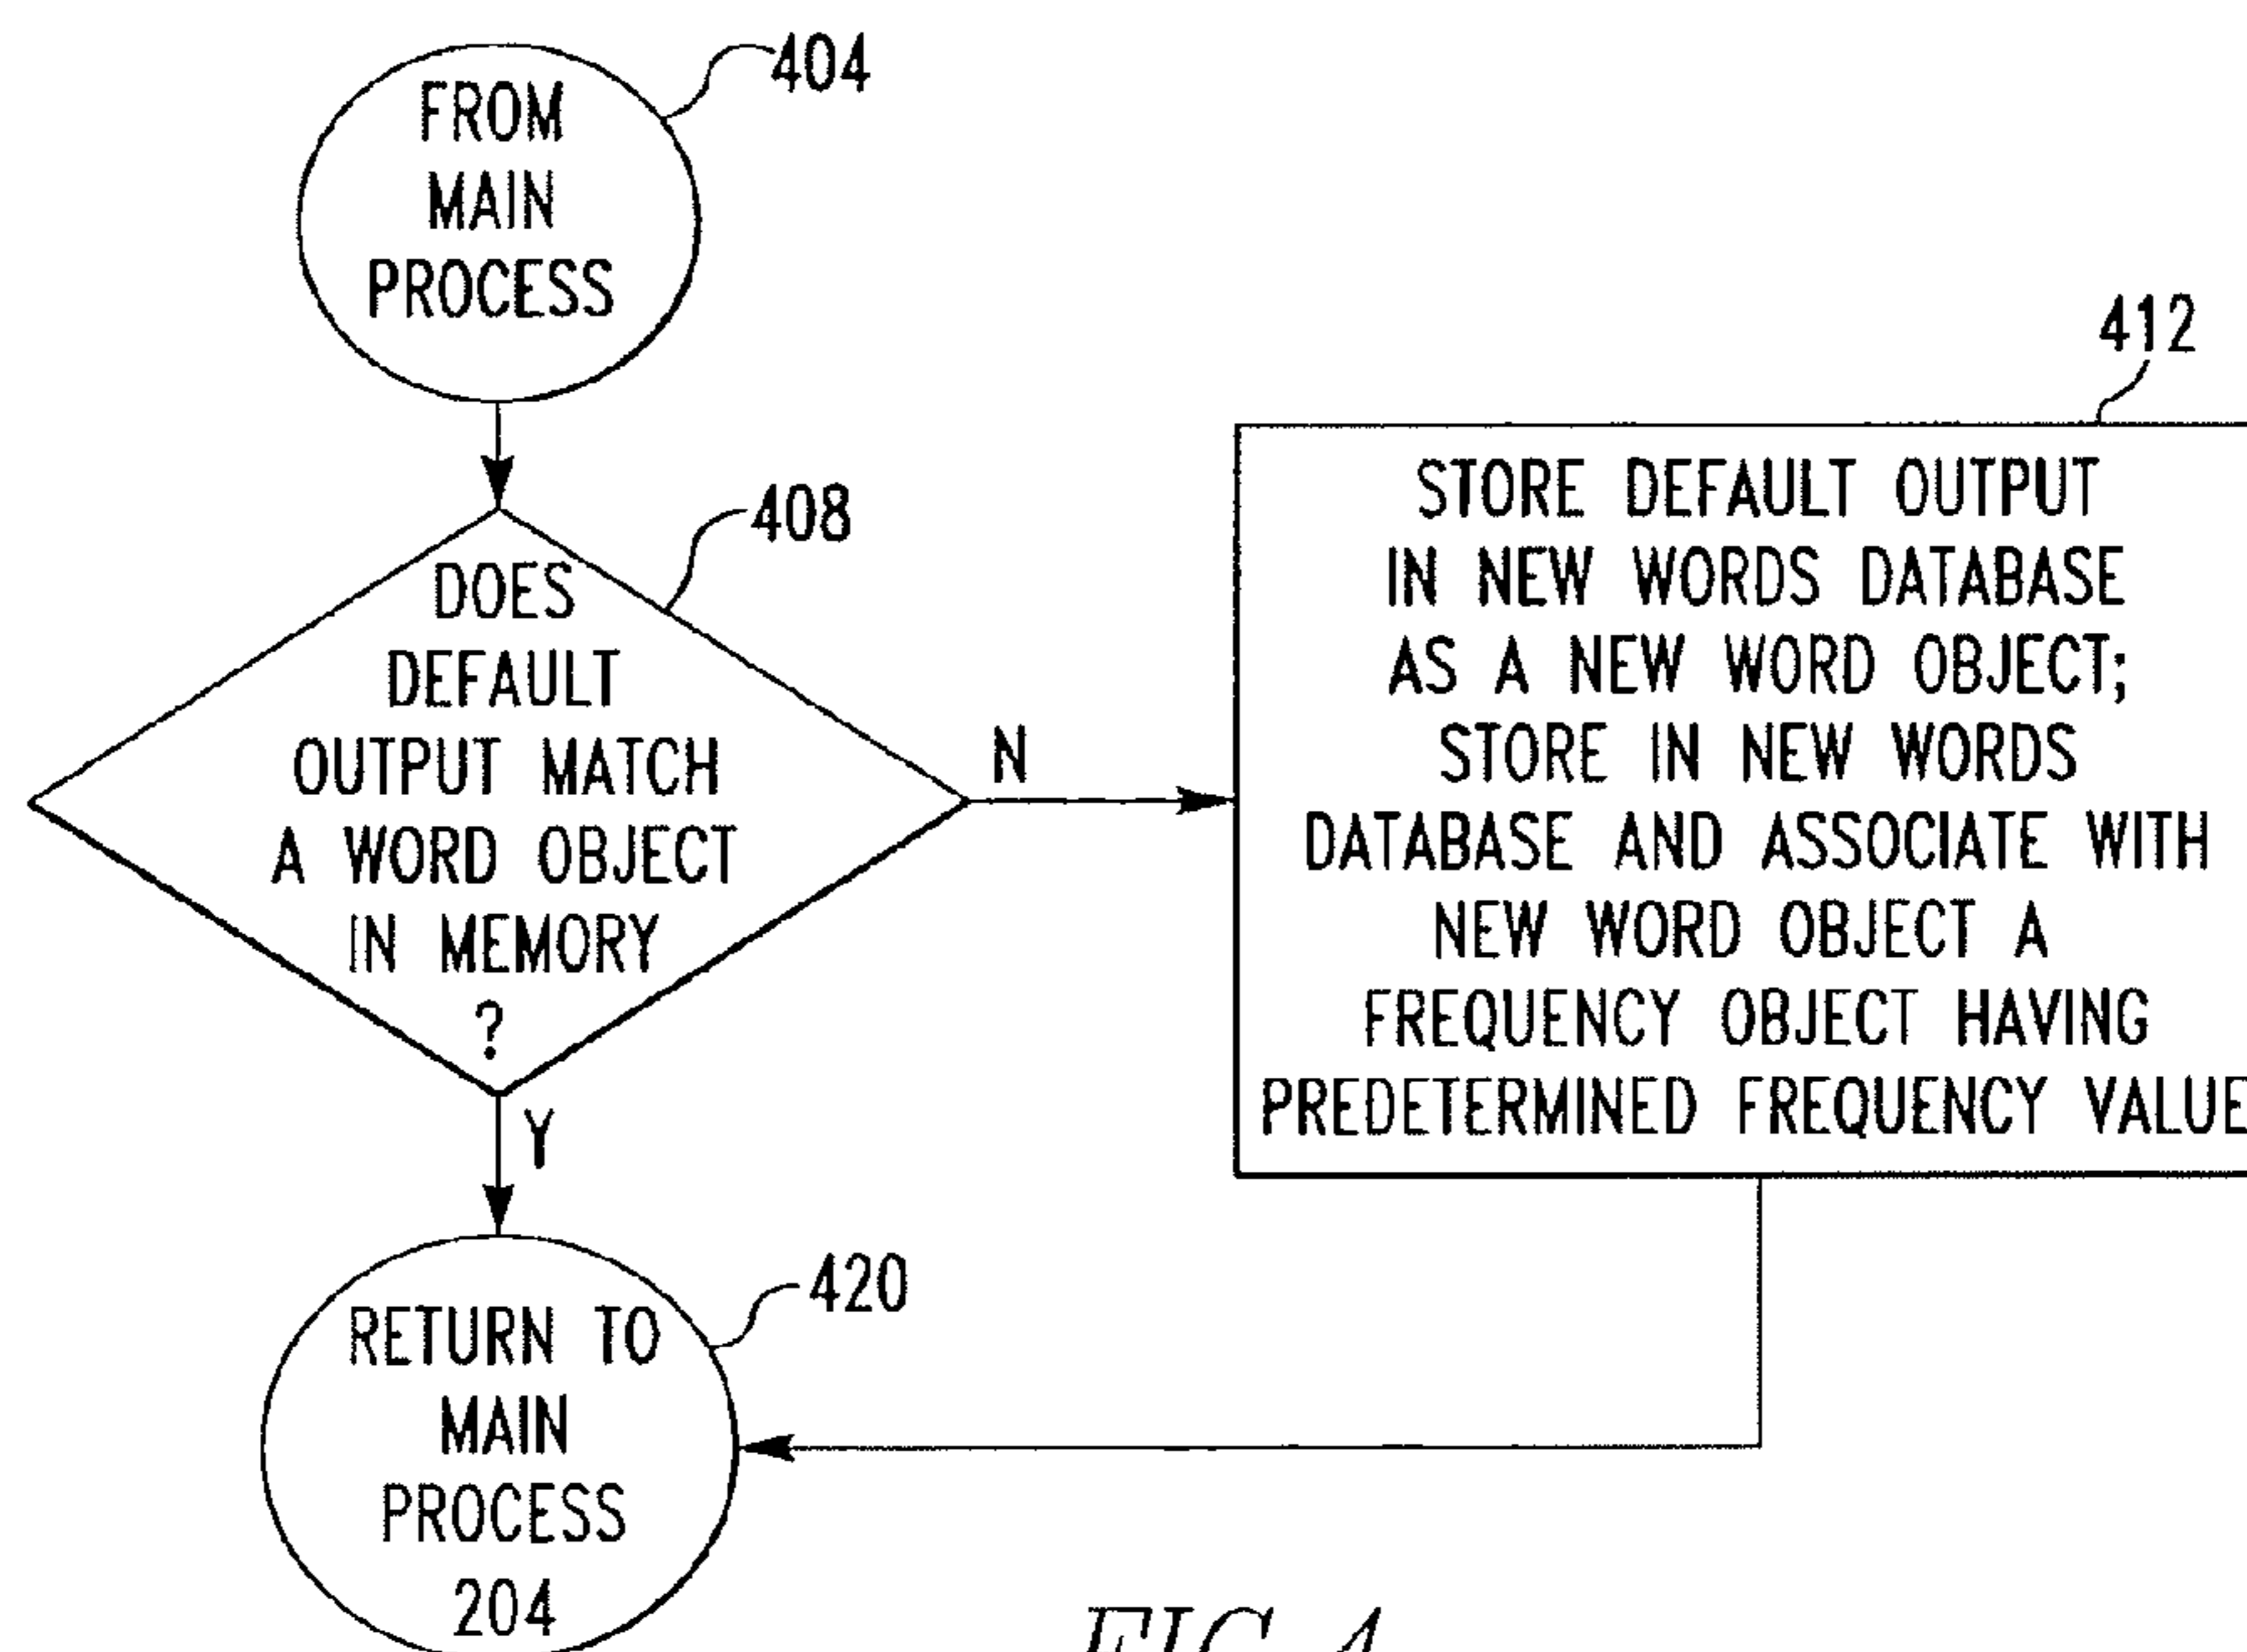 FROM
MAIN
PROCESS
404
DOES
DEFAULT
OUTPUT MATCH
A WORD OBJECT
IN MEMORY
?
408
N
Y
412
STORE DEFAULT OUTPUT
IN NEW WORDS DATABASE
AS A NEW WORD OBJECT;
STORE IN NEW WORDS
DATABASE AND ASSOCIATE WITH
NEW WORD OBJECT A
FREQUENCY OBJECT HAVING
PREDETERMINED FREQUENCY VALUE
RETURN TO
MAIN
PROCESS
204
420
FIG. 4